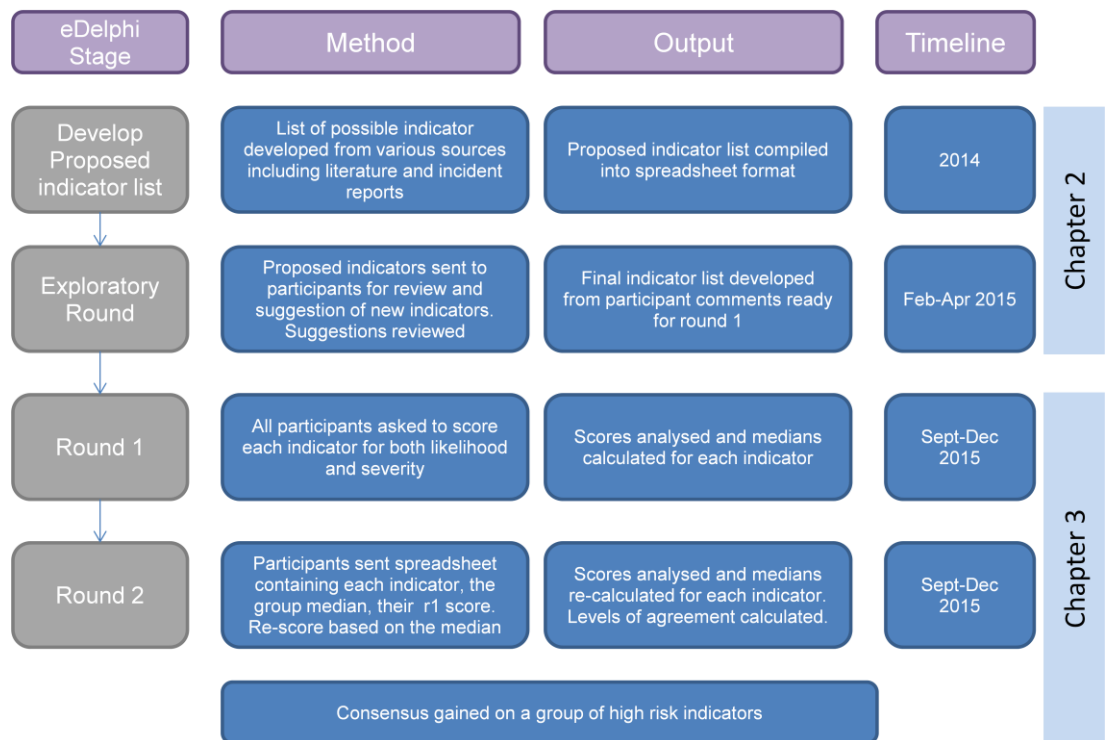 eDelphi
Stage
Method
Output
Timeline
Develop
Proposed
indicator list
List of possible indicator
developed from various sources
including literature and incident
reports
Proposed indicator list compiled
into spreadsheet format
2014
Chapter 2
Exploratory
Round
Proposed indicators sent to
participants for review and
suggestion of new indicators.
Suggestions reviewed
Final indicator list developed
from participant comments ready
for round 1
Feb-Apr 2015
Round 1
All participants asked to score
each indicator for both likelihood
and severity
Scores analysed and medians
calculated for each indicator
Sept-Dec
2015
Chapter 3
Round 2
Participants sent spreadsheet
containing each indicator, the
group median, their r1 score.
Re-score based on the median
Scores analysed and medians
re-calculated for each indicator.
Levels of agreement calculated.
Sept-Dec
2015
Consensus gained on a group of high risk indicators